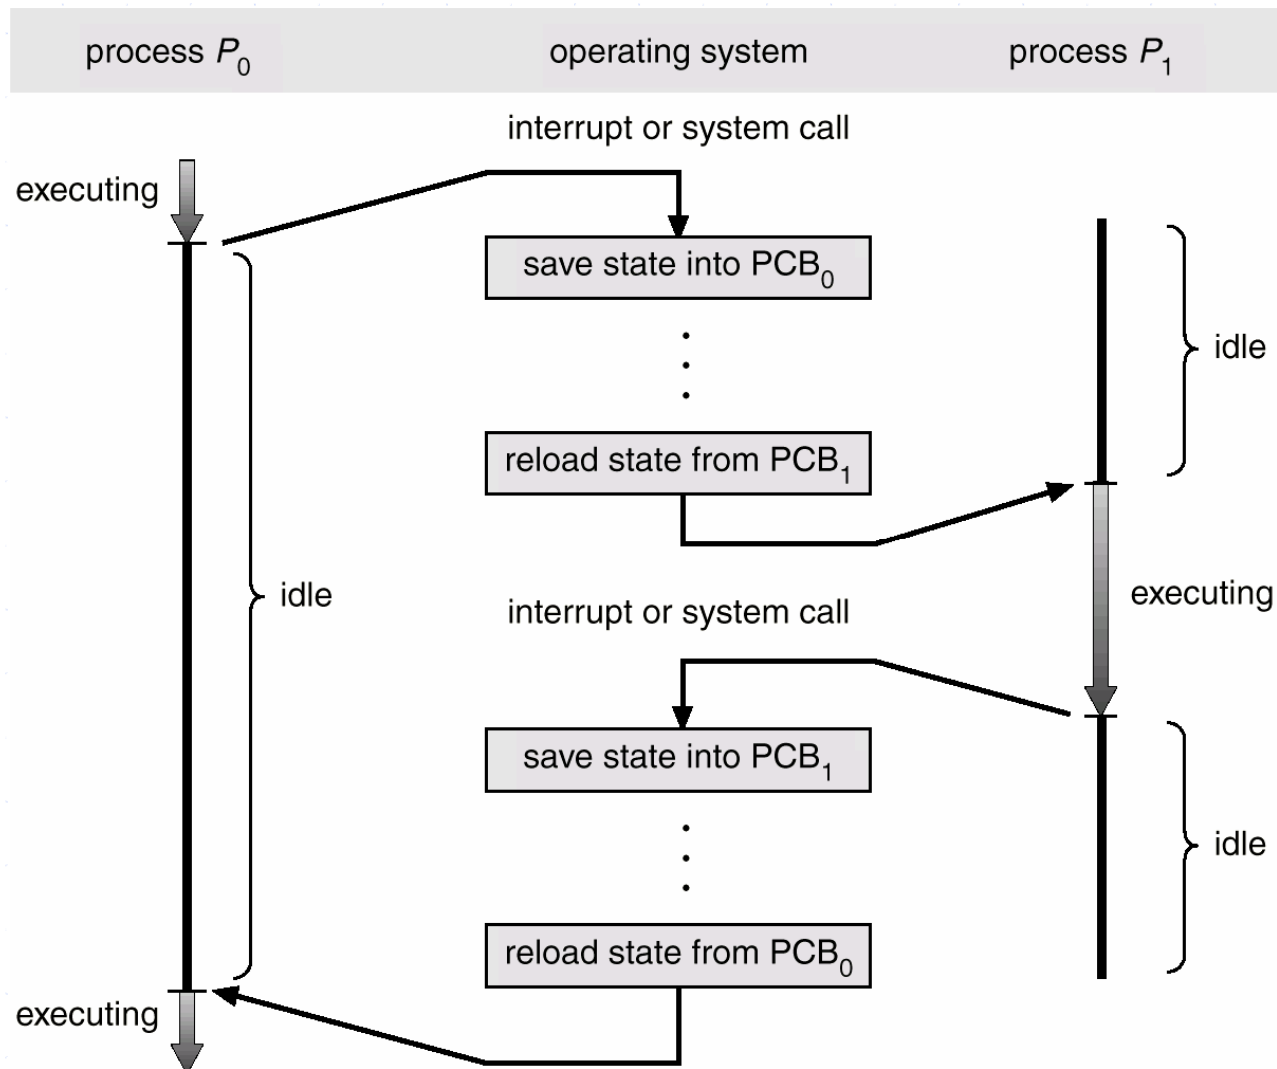 process P0
operating system
process P1
interrupt or system call
executing
save state into PCB0
idle
reload state from PCB1
idle
executing
interrupt or system call
save state into PCB1
idle
reload state from PCB0
executing